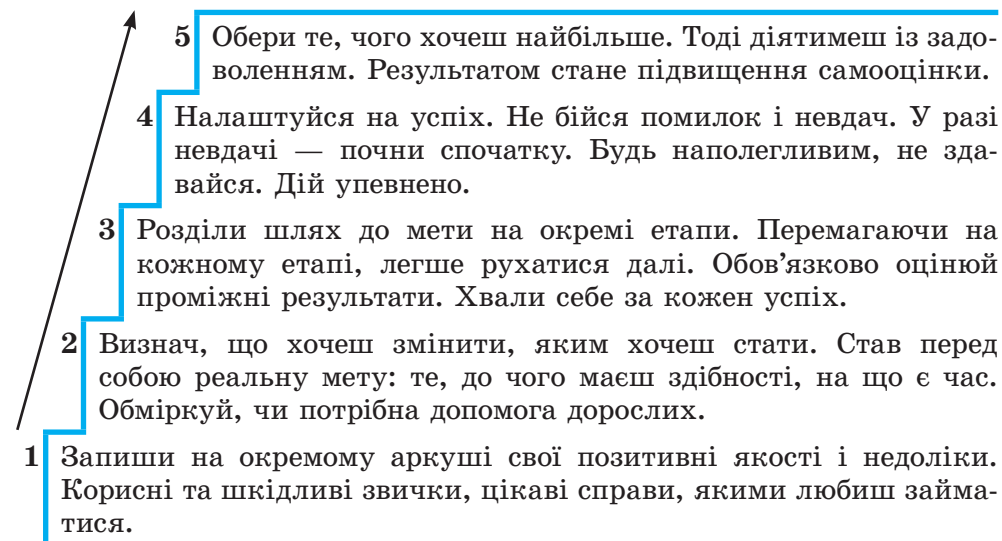 5 Обери те, чого хочеш найбільше. Тоді діятимеш із задо-
воленням. Результатом стане підвищення самооцінки.
4 Налаштуйся на успіх. Не бійся помилок і невдач. У разі
невдачі — почни спочатку. Будь наполегливим, не зда-
вайся. Дій упевнено.
3 Розділи шлях до мети на окремі етапи. Перемагаючи на
кожному етапі, легше рухатися далі. Обов’язково оцінюй
проміжні результати. Хвали себе за кожен успіх.
2 Визнач, що хочеш змінити, яким хочеш стати. Став перед
собою реальну мету: те, до чого маєш здібності, на що є час.
Обміркуй, чи потрібна допомога дорослих.
1 Запиши на окремому аркуші свої позитивні якості і недоліки.
Корисні та шкідливі звички, цікаві справи, якими любиш займа-
тися.